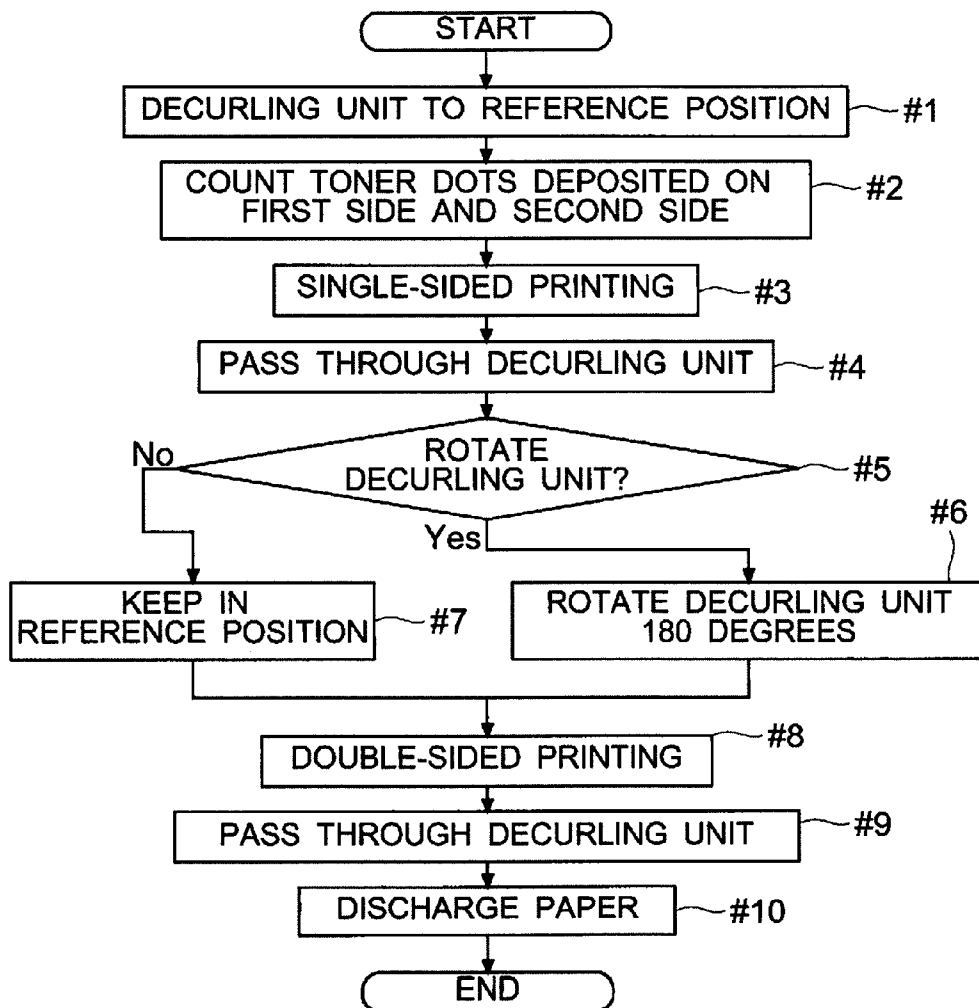 START
DECURLING UNIT TO REFERENCE POSITION
#1
COUNT TONER DOTS DEPOSITED ON
FIRST SIDE AND SECOND SIDE
#2
SINGLE-SIDED PRINTING
#3
PASS THROUGH DECURLING UNIT
#4
ROTATE
DECURLING UNIT?
#5
No
Yes
#6
KEEP IN
REFERENCE POSITION
#7
ROTATE DECURLING UNIT
180 DEGREES
#8
DOUBLE-SIDED PRINTING
PASS THROUGH DECURLING UNIT
#9
DISCHARGE PAPER
#10
END